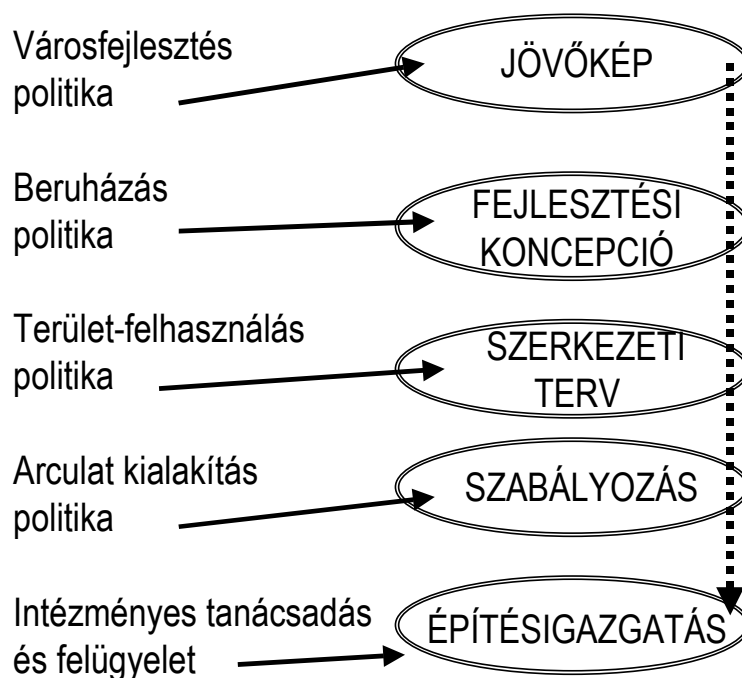 Városfejlesztés
politika
JÖVŐKÉP
Beruházás
politika
FEJLESZTÉSI
KONCEPCIÓ
Terület-felhasználás
politika
SZERKEZETI
TERV
Arculat kialakítás
politika
SZABÁLYOZÁS
Intézményes tanácsadás
és felügyelet
ÉPÍTÉSIGAZGATÁS